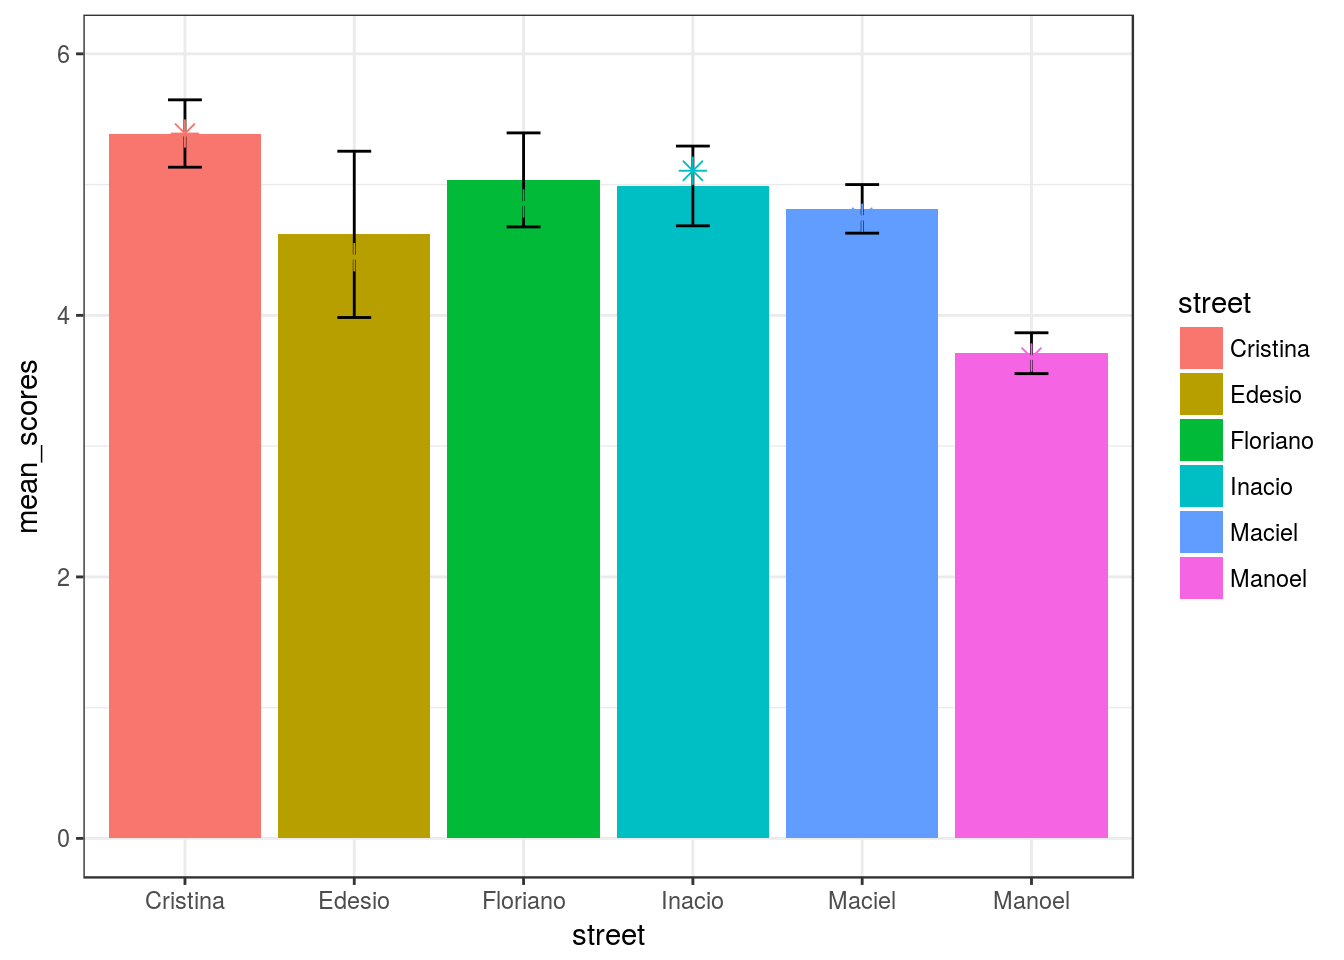 6
4
2
0
mean_scores
Cristina
Edesio
Floriano
Inacio
Maciel
Manoel
street
street
Cristina
Edesio
Floriano
Inacio
Maciel
Manoel